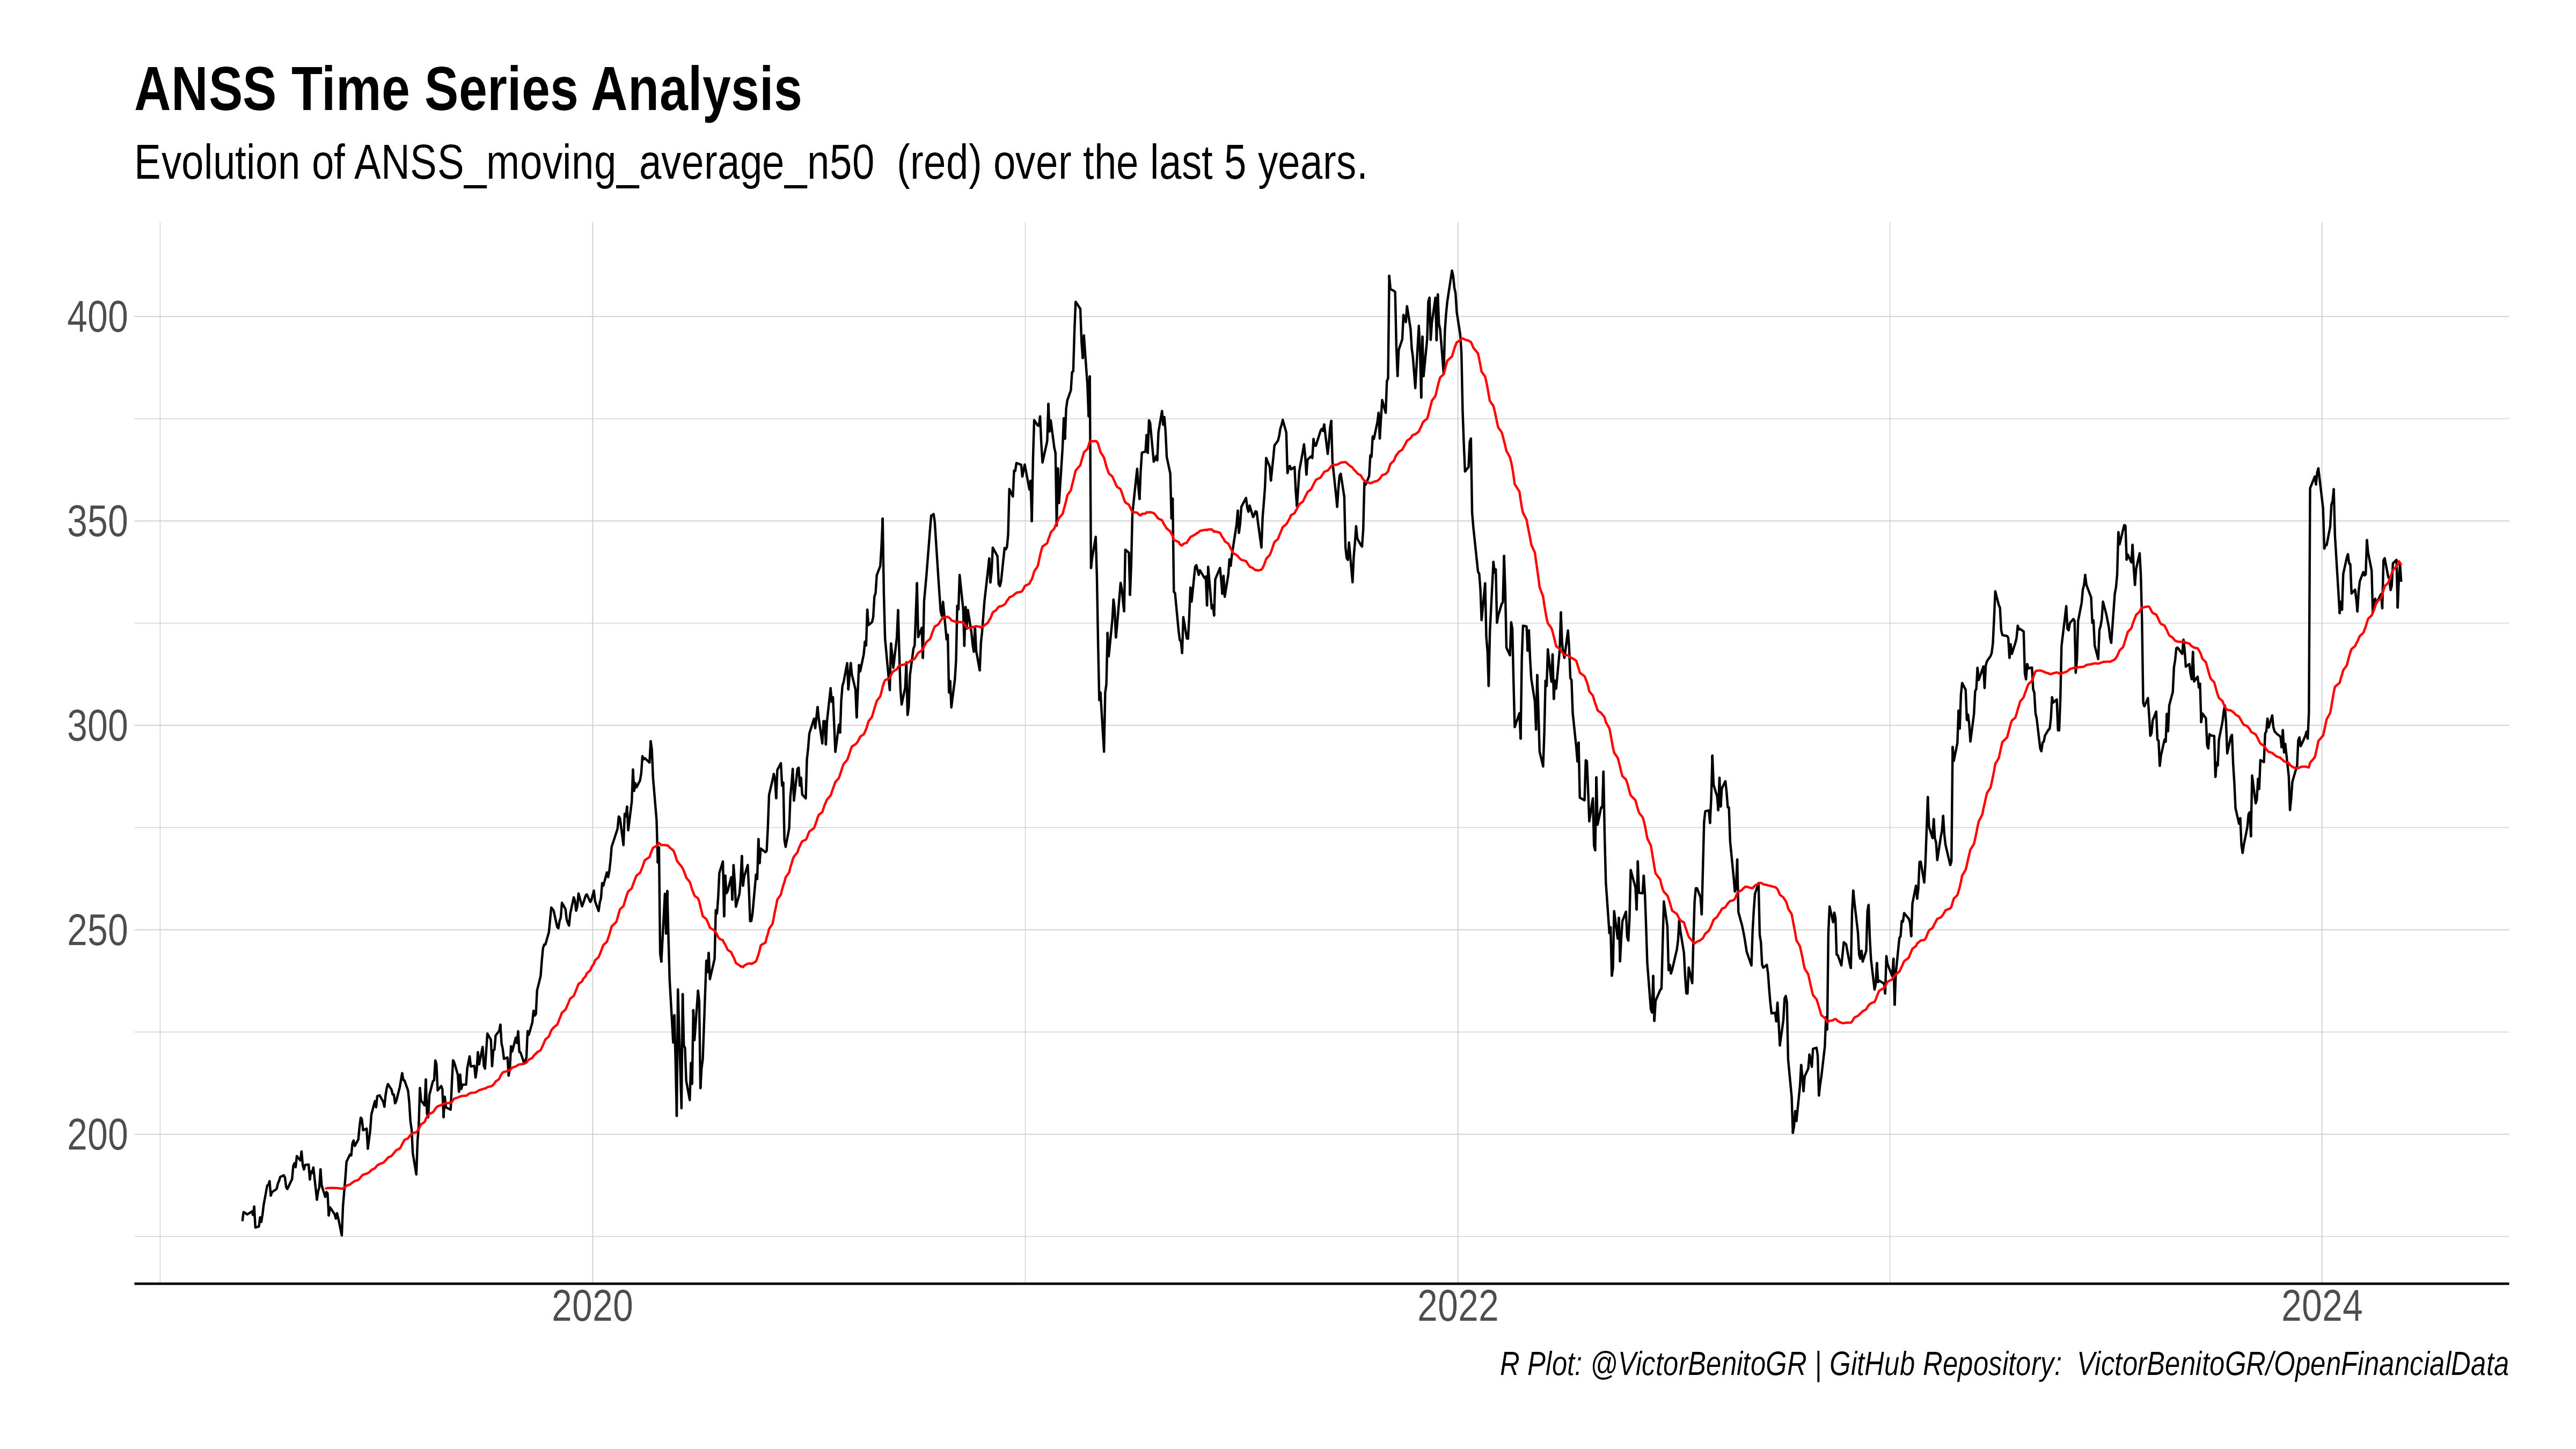 ANSS Time Series Analysis
Evolution of ANSS_moving_average_n50  (red) over the last 5 years.
400
350
300
250
200
2020
2022
2024
R Plot: @VictorBenitoGR | GitHub Repository:  VictorBenitoGR/OpenFinancialData